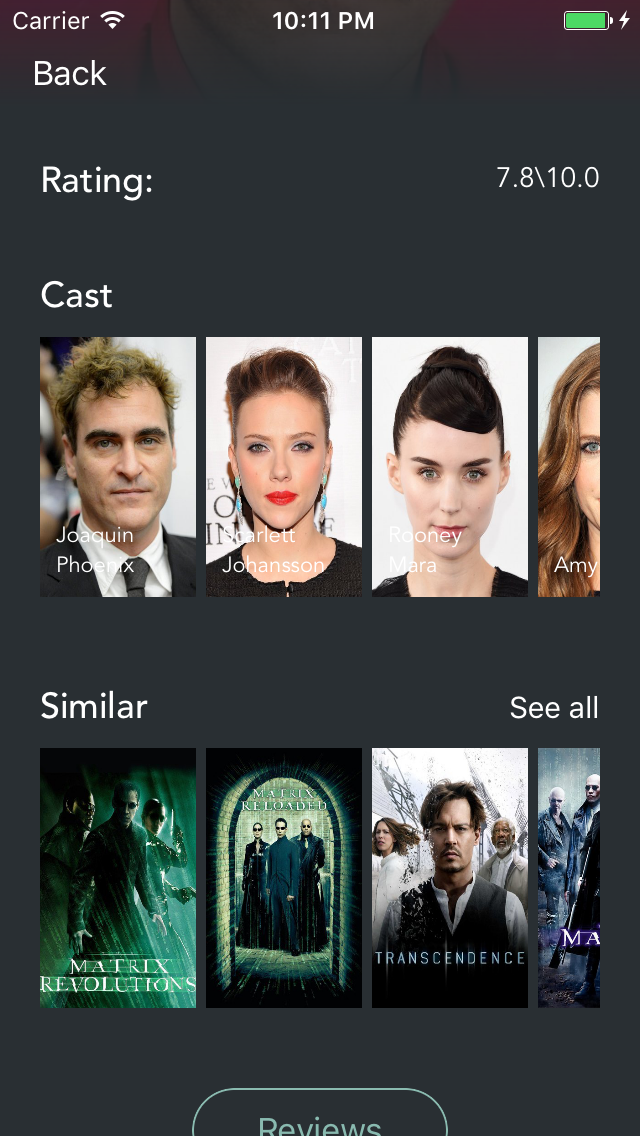 Carrier 10:11 PM
Back
Rating: 7.8\10.0
Cast
Joaquin
Phoenix
Scarlett
Johansson
Rooney
Mara
Amy
Similar See all
MATRIX
REVOLUTIONS
MATRIX
RELOADED
TRANSCENDENCE
MA
Reviews